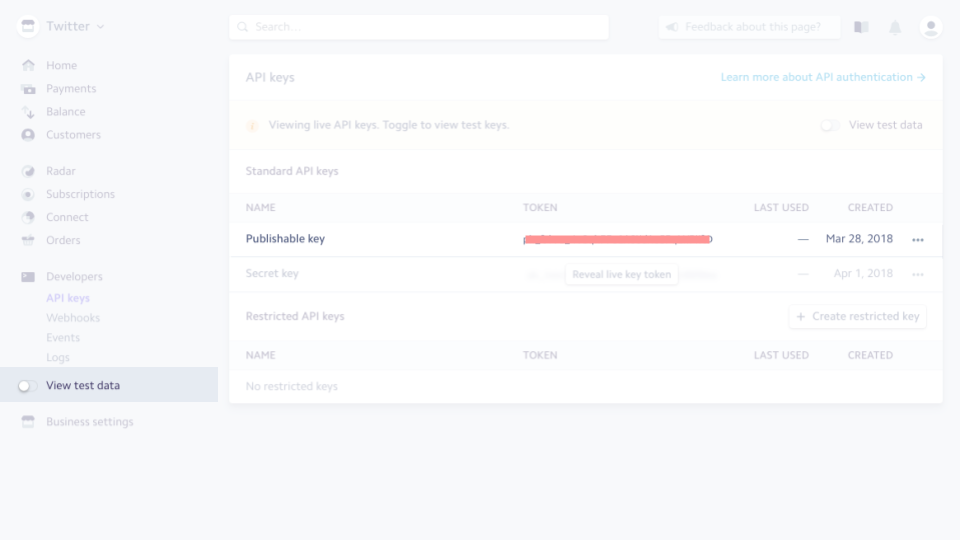 Twitter
Search...
Feedback about this page?
Home
Payments
Balance
Customers
Radar
Subscriptions
Connect
Orders
Developers
API keys
Webhooks
Events
Logs
View test data
Business settings
API keys
Learn more about API authentication →
Viewing live API keys. Toggle to view test keys.
View test data
Standard API keys
NAME TOKEN LAST USED CREATED
Publishable key — Mar 28, 2018 •••
Secret key Reveal live key token — Apr 1, 2018 •••
Restricted API keys
+ Create restricted key
NAME TOKEN LAST USED CREATED
No restricted keys